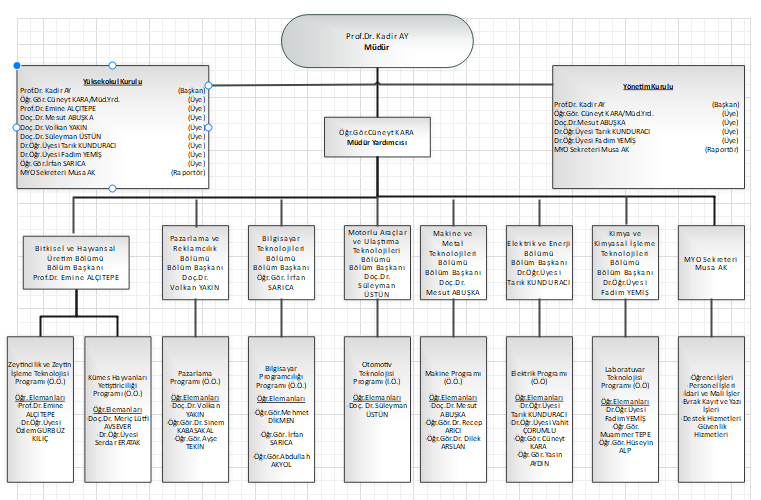 Prof.Dr. Kadir AY
Müdür
Yüksekokul Kurulu
Prof.Dr. Kadir AY (Başkan)
Öğr.Gör.Cüneyt KARA/Müd.Yrd. (Üye)
Prof.Dr. Emine ALÇITEPE (Üye)
Doç.Dr. Mesut ABUŞKA (Üye)
Doç.Dr. Volkan YAKIN (Üye)
Doç.Dr. Süleyman ÜSTÜN (Üye)
Dr.Öğr.Üyesi Tarık KUNDURACI (Üye)
Dr.Öğr.Üyesi Fadim YEMİŞ (Üye)
Öğr.Gör.İrfan SARICA (Üye)
MYO Sekreteri Musa AK (Raportör)
Yönetim Kurulu
Prof.Dr. Kadir AY (Başkan)
Öğr.Gör. Cüneyt KARA/Müd.Yrd. (Üye)
Doç.Dr.Mesut ABUŞKA (Üye)
Dr.Öğr.Üyesi Tarık KUNDURACI (Üye)
Dr.Öğr.Üyesi Fadim YEMİŞ (Üye)
MYO Sekreteri Musa AK (Raportör)
Öğr.Gör.Cüneyt KARA
Müdür Yardımcısı
Bitkisel ve Hayvansal
Üretim Bölümü
Bölüm Başkanı
Prof.Dr. Emine ALÇITEPE
Pazarlama ve
Reklamcılık
Bölümü
Bölüm Başkanı
Doç.Dr.
Volkan YAKIN
Bilgisayar
Teknolojileri
Bölümü
Bölüm Başkanı
Öğr.Gör. İrfan
SARICA
Motorlu Araçlar
ve Ulaştırma
Teknolojileri
Bölümü
Bölüm Başkanı
Doç.Dr.
Süleyman
ÜSTÜN
Makine ve
Metal
Teknolojileri
Bölümü
Bölüm Başkanı
Doç.Dr.
Mesut ABUŞKA
Elektrik ve Enerji
Bölümü
Bölüm Başkanı
Dr.Öğr.Üyesi
Tarık KUNDURACI
Kimya ve
Kimyasal İşleme
Teknolojileri
Bölümü
Bölüm Başkanı
Dr.Öğr.Üyesi
Fadim YEMİŞ
MYO Sekreteri
Musa AK
Zeytincilik ve Zeytin
İşleme Teknolojisi
Programı (Ö.Ö.)
Öğr. Elemanları
Prof.Dr. Emine
ALÇITEPE
Dr.Öğr.Üyesi
Özlem GÜRBÜZ
KILIÇ
Kümes Hayvanları
Yetiştiriciliği
Programı (Ö.Ö.)
Öğr.Elemanları
Doç.Dr. Meriç Lütfi
AVSEVER
Dr.Öğr.Üyesi
Serdar ERATAK
Pazarlama
Programı (Ö.Ö.)
Öğr.Elemanları
Doç.Dr. Volkan
YAKIN
Öğr.Gör.Dr. Sinem
KABASAKAL
Öğr.Gör. Ayşe
TEKİN
Bilgisayar
Programcılığı
Programı (Ö.Ö.)
Öğr.Elemanları
Öğr.Gör.Mehmet
DİKMEN
Öğr.Gör. İrfan
SARICA
Öğr.Gör.Abdullah
AKYOL
Otomotiv
Teknolojisi
Programı (İ.Ö.)
Öğr.Elemanları
Doç. Dr. Süleyman
ÜSTÜN
Makine Programı
(Ö.Ö.)
Öğr.Elemanları
Doç.Dr. Mesut
ABUŞKA
Öğr.Gör. Dr. Recep
ARICI
Öğr.Gör.Dr. Dilek
ARSLAN
Elektrik Programı
(Ö.Ö)
Öğr.Elemanları
Dr.Öğr.Üyesi
Tarık KUNDURACI
Dr.Öğr.Üyesi Vahit
ÇORUMLU
Öğr.Gör. Cüneyt
KARA
Öğr.Gör.Yasin
AYDIN
Laboratuvar
Teknolojisi
Programı (Ö.Ö)
Öğr.Elemanları
Dr.Öğr.Üyesi
Fadim YEMİŞ
Öğr.Gör.
Muammer TEPE
Öğr.Gör.Hüseyin
ALP
-Öğrenci İşleri
-Personel İşleri
-İdari ve Mali İşler
Evrak Kayıt ve Yazı
İşleri
Destek Hizmetleri
Güvenlik
Hizmetleri